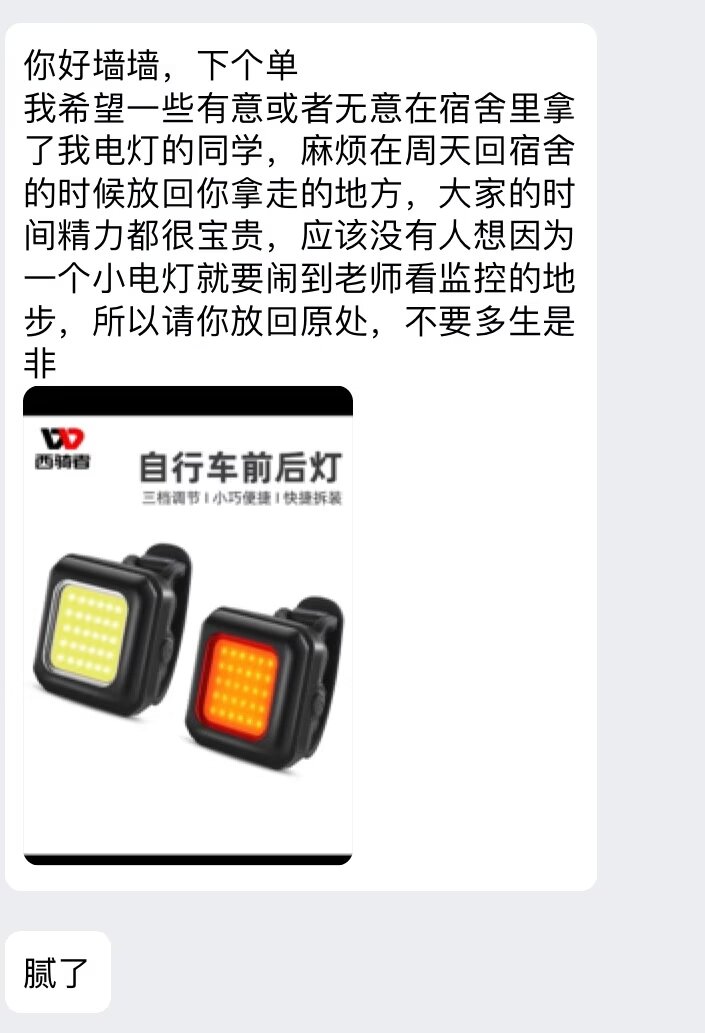 你好墙墙，下个单
我希望一些有意或者无意在宿舍里拿
了我电灯的同学，麻烦在周天回宿舍
的时候放回你拿走的地方，大家的时
间精力都很宝贵，应该没有人想因为
一个小电灯就要闹到老师看监控的地
步，所以请你放回原处，不要多生是
非
西骑者
自行车前后灯
三档调节 I 小巧便捷 I 快捷拆装
腻了